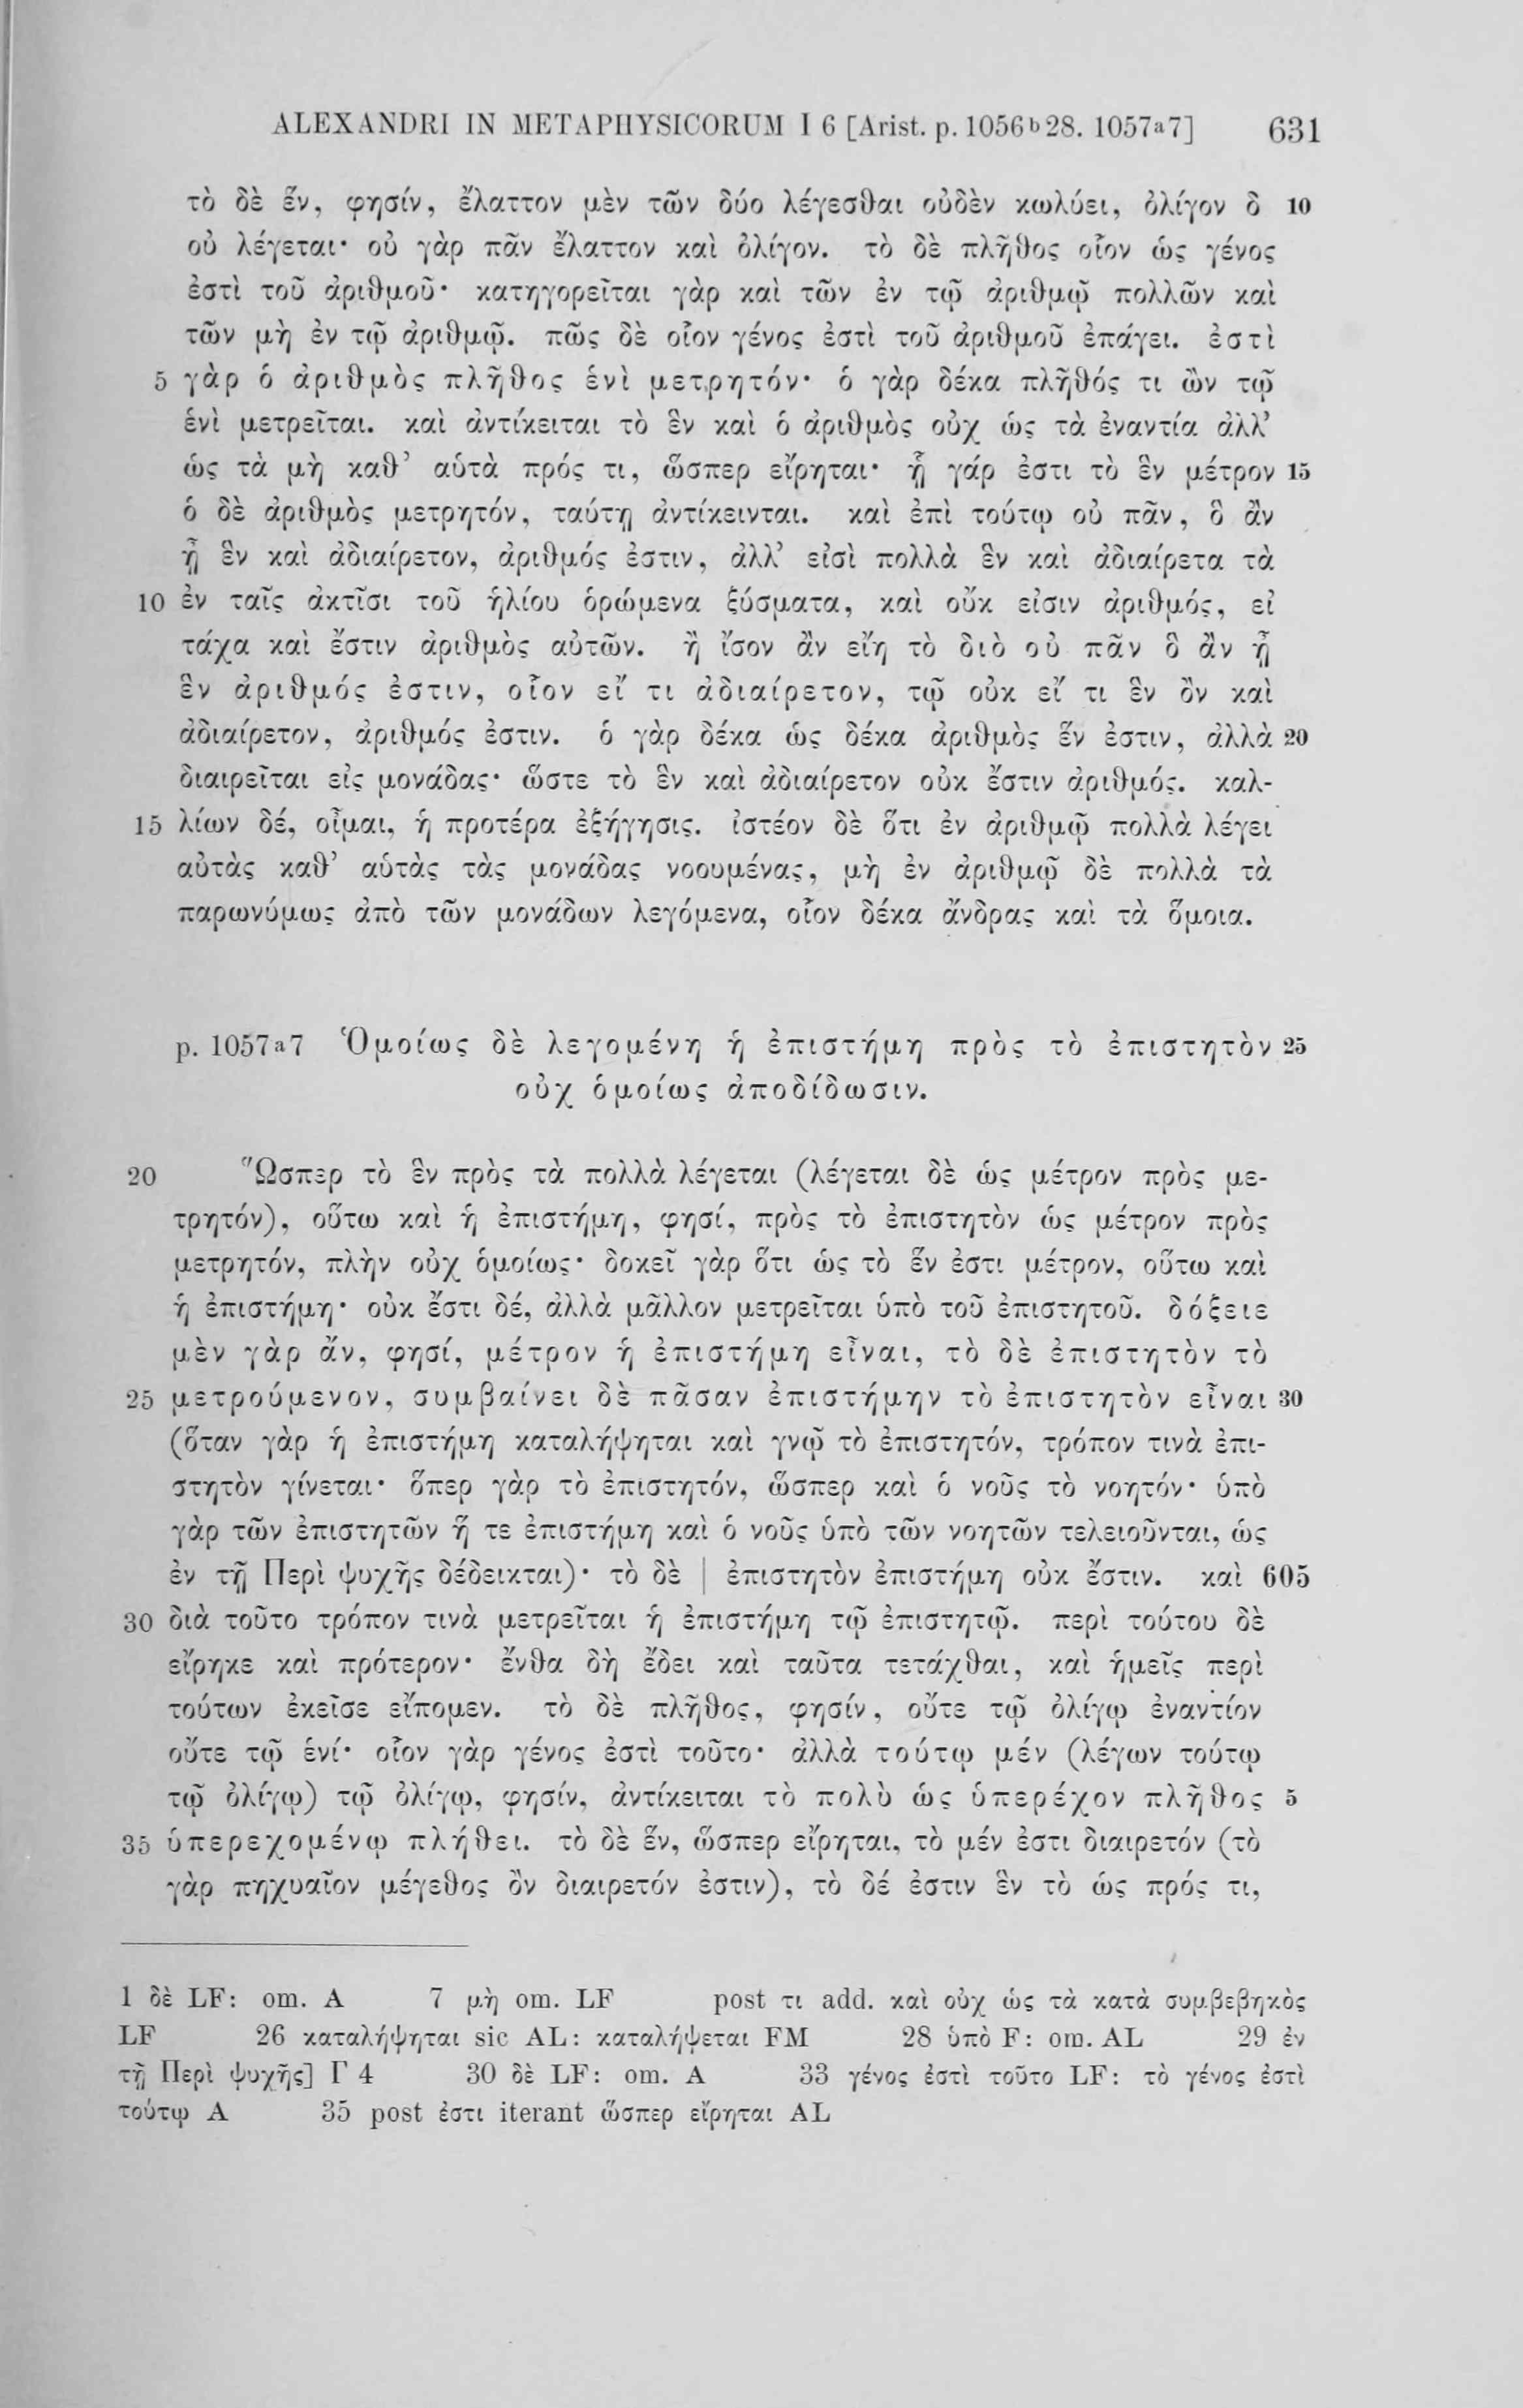 ALEXANDRI IN METAPHYSICORUM I 6 [Arist. p. 1056b28. 1057a7] 631
τὸ δὲ ἕν, φησίν, ἔλαττον μὲν τῶν δύο λέγεσθαι οὐδὲν κωλύει, ὀλίγον δ 10
οὐ λέγεται· οὐ γὰρ πᾶν ἔλαττον καὶ ὀλίγον. τὸ δὲ πλῆθος οἷον ὡς γένος
ἐστὶ τοῦ ἀριθμοῦ· κατηγορεῖται γὰρ καὶ τῶν ἐν τῷ ἀριθμῷ πολλῶν καὶ
τῶν μὴ ἐν τῷ ἀριθμῷ. πῶς δὲ οἷον γένος ἐστὶ τοῦ ἀριθμοῦ ἐπάγει. ἐστὶ
5 γὰρ ὁ ἀριθμὸς πλῆθος ἑνὶ μετρητόν· ὁ γὰρ δέκα πλῆθός τι ὢν τῷ
ἑνὶ μετρεῖται. καὶ ἀντίκειται τὸ ἓν καὶ ὁ ἀριθμὸς οὐχ ὡς τὰ ἐναντία ἀλλ’
ὡς τὰ μὴ καθ’ αὑτὰ πρός τι, ὥσπερ εἴρηται· ᾗ γάρ ἐστι τὸ ἓν μέτρον 15
ὁ δὲ ἀριθμὸς μετρητόν, ταύτῃ ἀντίκεινται. καὶ ἐπὶ τούτῳ οὐ πᾶν, ὃ ἂν
ᾖ ἓν καὶ ἀδιαίρετον, ἀριθμός ἐστιν, ἀλλ’ εἰσὶ πολλὰ ἓν καὶ ἀδιαίρετα τὰ
10 ἐν ταῖς ἀκτῖσι τοῦ ἡλίου ὁρώμενα ξύσματα, καὶ οὔκ εἰσιν ἀριθμός, εἰ
τάχα καὶ ἔστιν ἀριθμὸς αὐτῶν. ἢ ἴσον ἂν εἴη τὸ διὸ οὐ πᾶν ὃ ἂν ᾖ
ἓν ἀριθμός ἐστιν, οἷον εἴ τι ἀδιαίρετον, τῷ οὐκ εἴ τι ἓν ὂν καὶ
ἀδιαίρετον, ἀριθμός ἐστιν. ὁ γὰρ δέκα ὡς δέκα ἀριθμὸς ἕν ἐστιν, ἀλλὰ 20
διαιρεῖται εἰς μονάδας· ὥστε τὸ ἓν καὶ ἀδιαίρετον οὐκ ἔστιν ἀριθμός. καλ-
15 λίων δέ, οἶμαι, ἡ προτέρα ἐξήγησις. ἰστέον δὲ ὅτι ἐν ἀριθμῷ πολλὰ λέγει
αὐτὰς καθ’ αὑτὰς τὰς μονάδας νοουμένας, μὴ ἐν ἀριθμῷ δὲ πολλὰ τὰ
παρωνύμως ἀπὸ τῶν μονάδων λεγόμενα, οἷον δέκα ἄνδρας καὶ τὰ ὅμοια.
p. 1057a7 Ὁμοίως δὲ λεγομένη ἡ ἐπιστήμη πρὸς τὸ ἐπιστητὸν 25
οὐχ ὁμοίως ἀποδίδωσιν.
20 Ὥσπερ τὸ ἓν πρὸς τὰ πολλὰ λέγεται (λέγεται δὲ ὡς μέτρον πρὸς με-
τρητόν), οὕτω καὶ ἡ ἐπιστήμη, φησί, πρὸς τὸ ἐπιστητὸν ὡς μέτρον πρὸς
μετρητόν, πλὴν οὐχ ὁμοίως· δοκεῖ γὰρ ὅτι ὡς τὸ ἕν ἐστι μέτρον, οὕτω καὶ
ἡ ἐπιστήμη· οὐκ ἔστι δέ, ἀλλὰ μᾶλλον μετρεῖται ὑπὸ τοῦ ἐπιστητοῦ. δόξειε
μὲν γὰρ ἄν, φησί, μέτρον ἡ ἐπιστήμη εἶναι, τὸ δὲ ἐπιστητὸν τὸ
25 μετρούμενον, συμβαίνει δὲ πᾶσαν ἐπιστήμην τὸ ἐπιστητὸν εἶναι 30
(ὅταν γὰρ ἡ ἐπιστήμη καταλήψηται καὶ γνῷ τὸ ἐπιστητόν, τρόπον τινὰ ἐπι-
στητὸν γίνεται· ὅπερ γὰρ τὸ ἐπιστητόν, ὥσπερ καὶ ὁ νοῦς τὸ νοητόν· ὑπὸ
γὰρ τῶν ἐπιστητῶν ἥ τε ἐπιστήμη καὶ ὁ νοῦς ὑπὸ τῶν νοητῶν τελειοῦνται, ὡς
ἐν τῇ Περὶ ψυχῆς δέδεικται)· τὸ δὲ | ἐπιστητὸν ἐπιστήμη οὐκ ἔστιν. καὶ 605
30 διὰ τοῦτο τρόπον τινὰ μετρεῖται ἡ ἐπιστήμη τῷ ἐπιστητῷ. περὶ τούτου δὲ
εἴρηκε καὶ πρότερον· ἔνθα δὴ ἔδει καὶ ταῦτα τετάχθαι, καὶ ἡμεῖς περὶ
τούτων ἐκεῖσε εἴπομεν. τὸ δὲ πλῆθος, φησίν, οὔτε τῷ ὀλίγῳ ἐναντίον
οὔτε τῷ ἑνί· οἷον γὰρ γένος ἐστὶ τοῦτο· ἀλλὰ τούτῳ μέν (λέγων τούτῳ
τῷ ὀλίγῳ) τῷ ὀλίγῳ, φησίν, ἀντίκειται τὸ πολὺ ὡς ὑπερέχον πλῆθος 5
35 ὑπερεχομένῳ πλήθει. τὸ δὲ ἕν, ὥσπερ εἴρηται, τὸ μέν ἐστι διαιρετόν (τὸ
γὰρ πηχυαῖον μέγεθος ὂν διαιρετόν ἐστιν), τὸ δέ ἐστιν ἓν τὸ ὡς πρός τι,
1 δὲ LF: om. A 7 μὴ om. LF post τι add. καὶ οὐχ ὡς τὰ κατὰ συμβεβηκὸς
LF 26 καταλήψηται sic AL: καταλήψεται FM 28 ὑπὸ F: om. AL 29 ἐν
τῇ Περὶ ψυχῆς] Γ 4 30 δὲ LF: om. A 33 γένος ἐστὶ τοῦτο LF: τὸ γένος ἐστὶ
τούτῳ A 35 post ἐστι iterant ὥσπερ εἴρηται AL